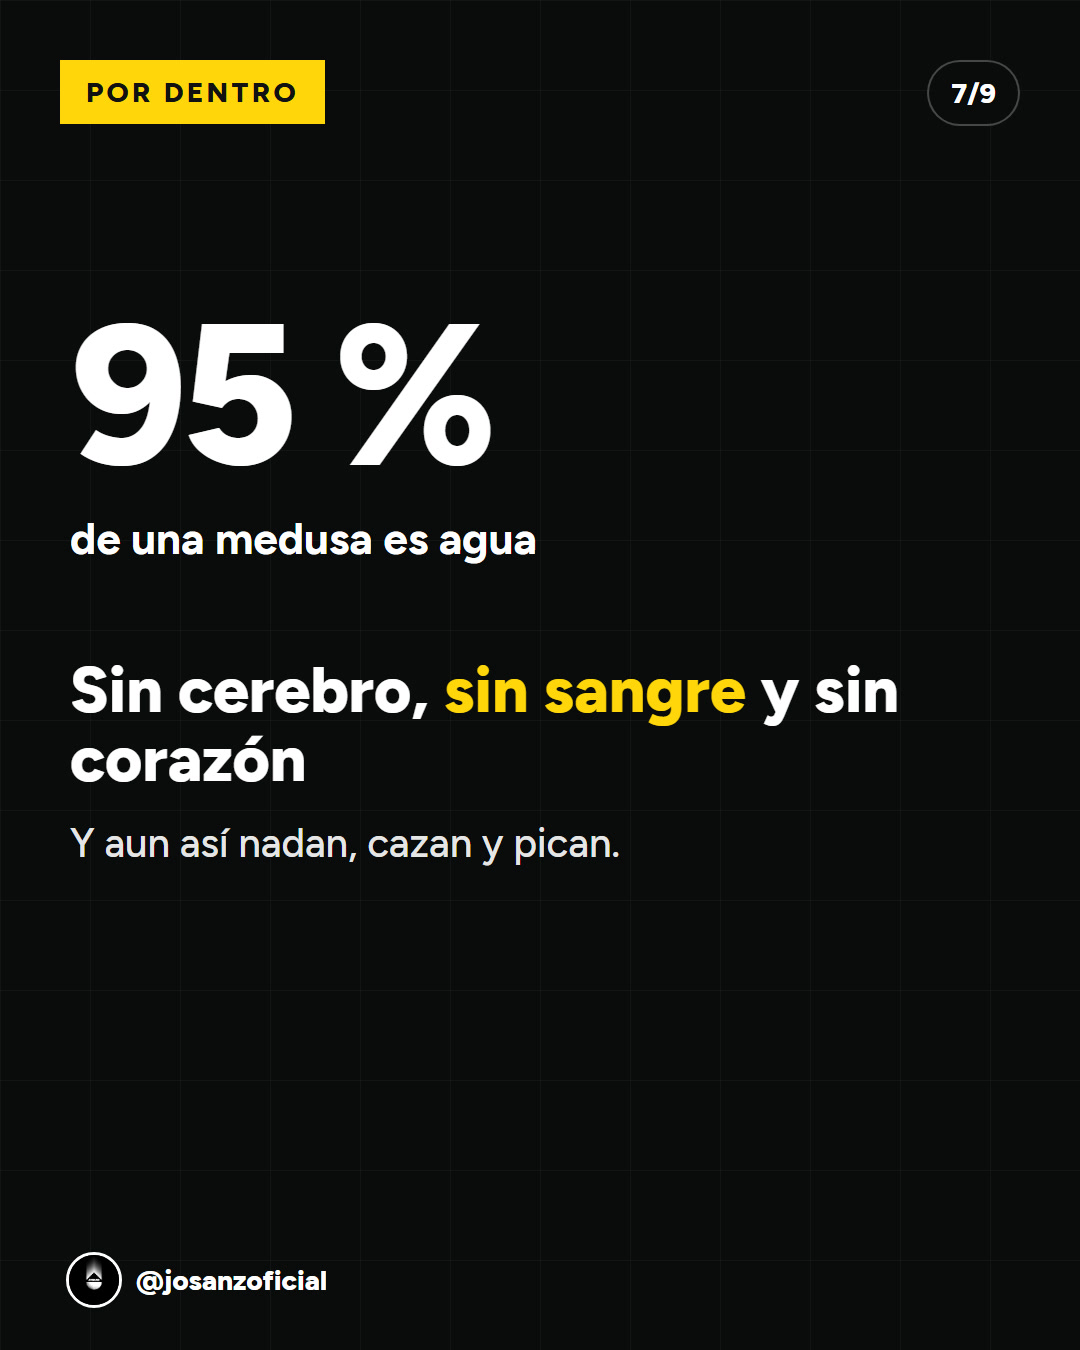 POR DENTRO
7/9
95 %
de una medusa es agua
Sin cerebro, sin sangre y sin
corazón
Y aun así nadan, cazan y pican.
@josanzoficial